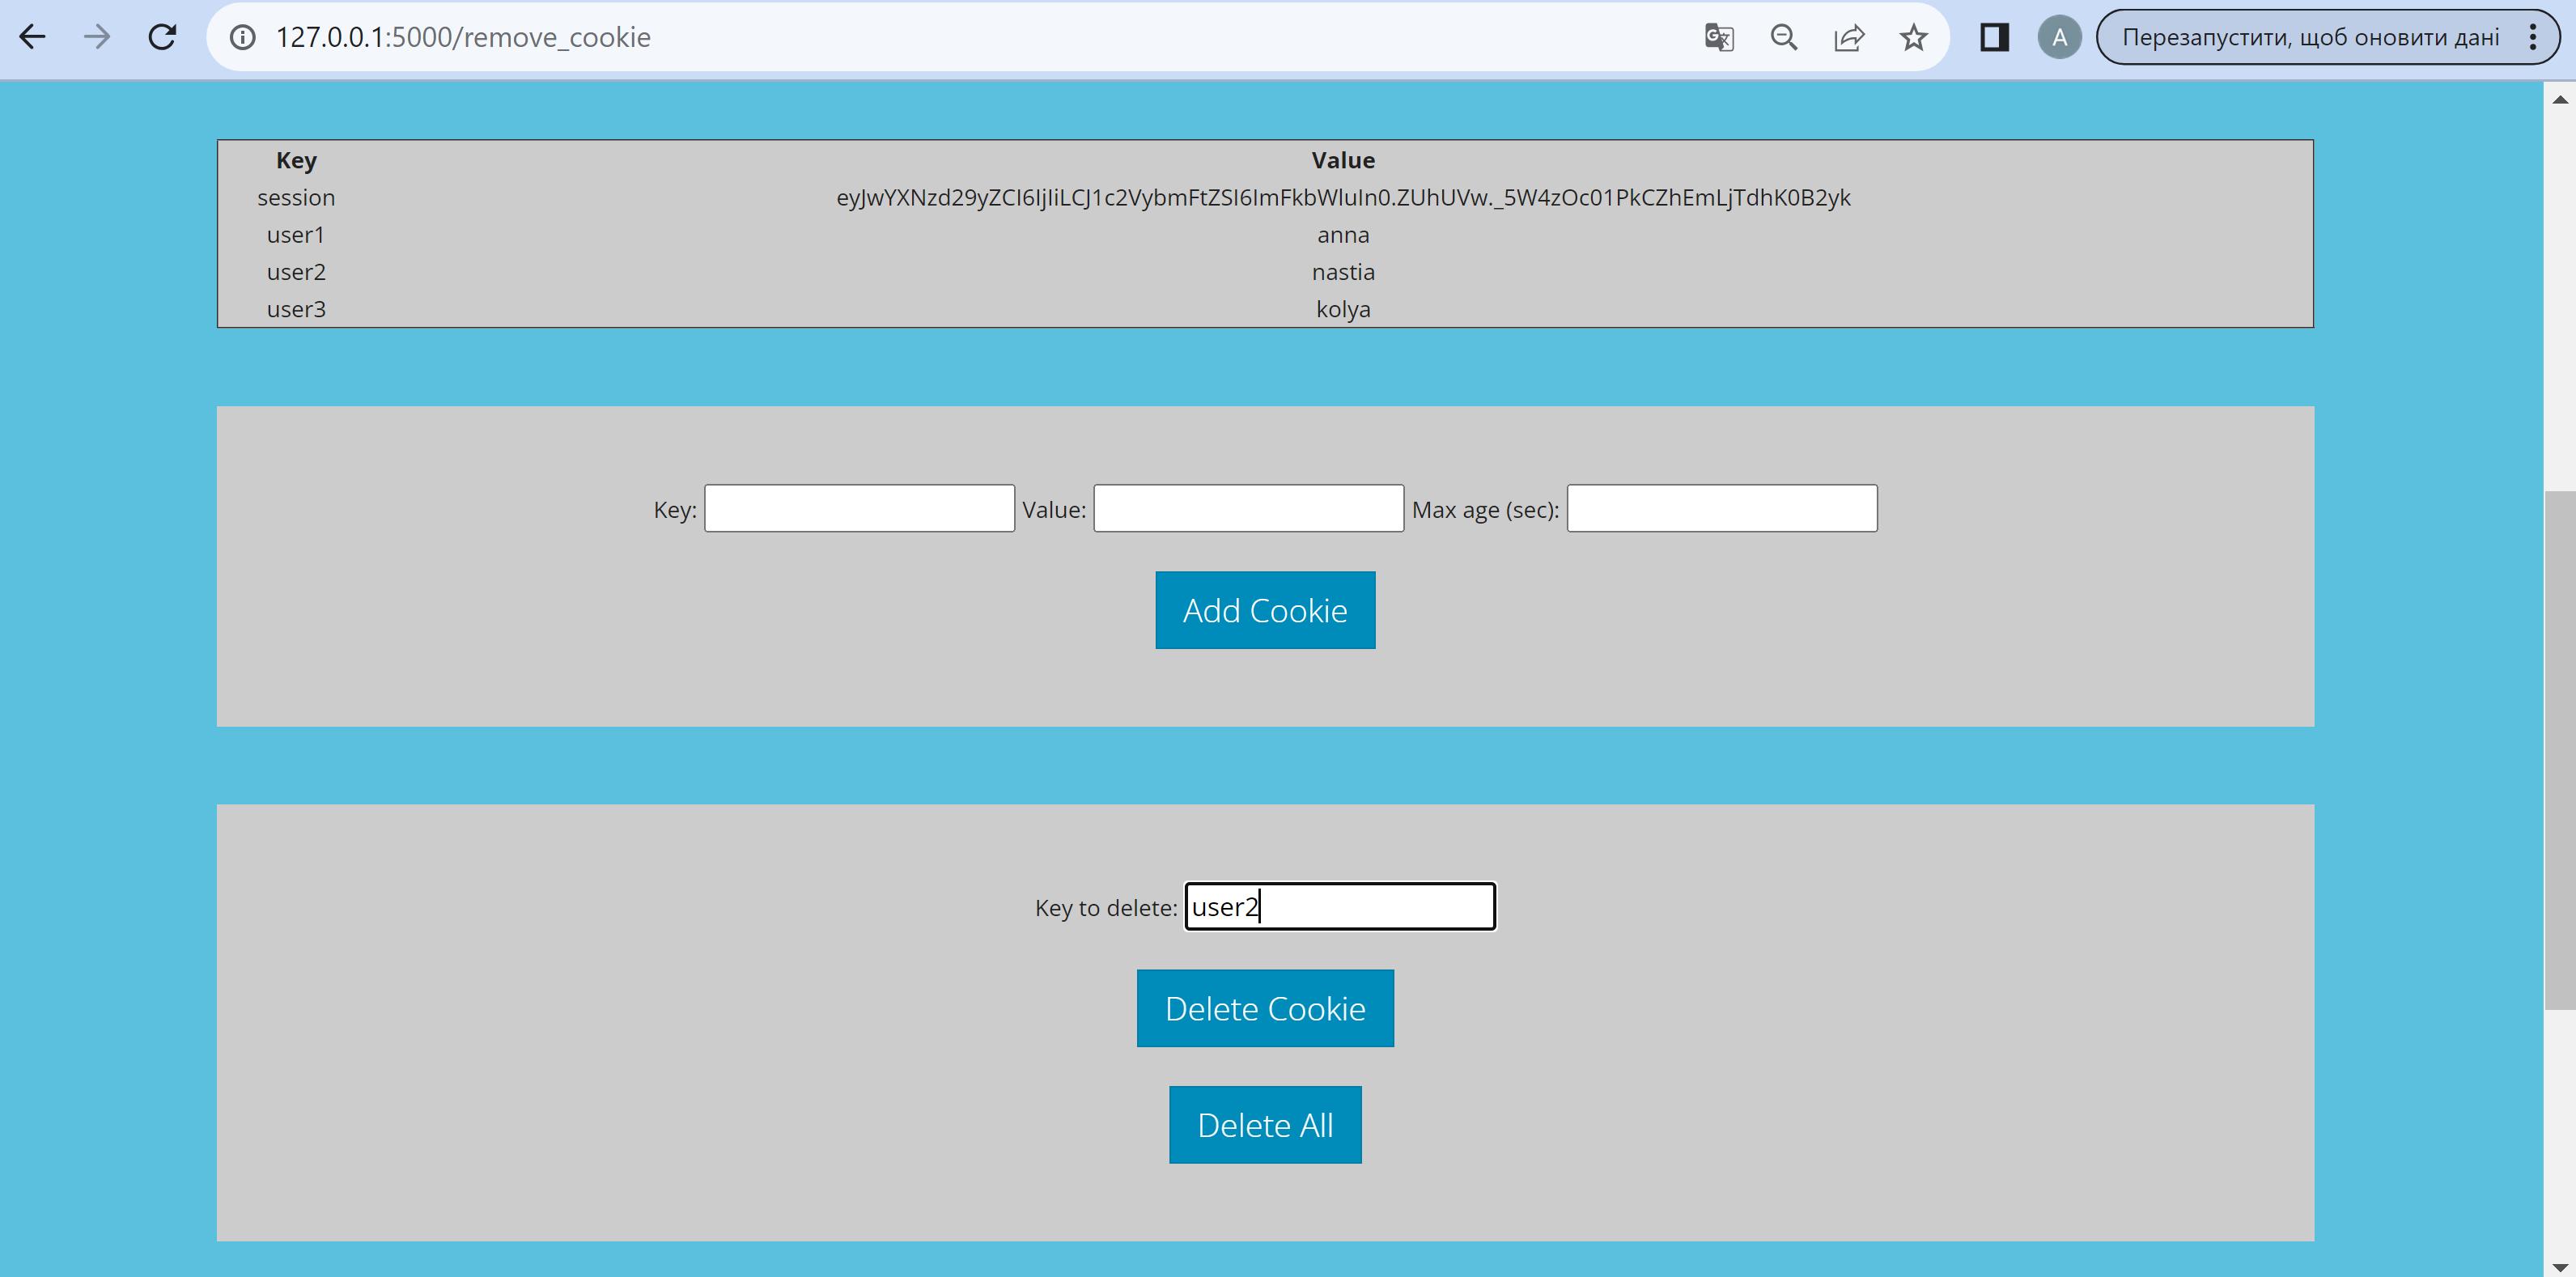 127.0.0.1:5000/remove_cookie
A
Перезапустити, щоб оновити дані
Key Value
session eyJwYXNzd29yZCI6IjIiLCJ1c2VybmFtZSI6ImFkbWluIn0.ZUhUVw._5W4zOc01PkCZhEmLjTdhK0B2yk
user1 anna
user2 nastia
user3 kolya
Key: Value: Max age (sec):
Add Cookie
Key to delete: user2
Delete Cookie
Delete All